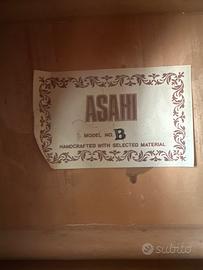 ASAHI
MODEL NO. B
HANDCRAFTED WITH SELECTED MATERIAL
subito